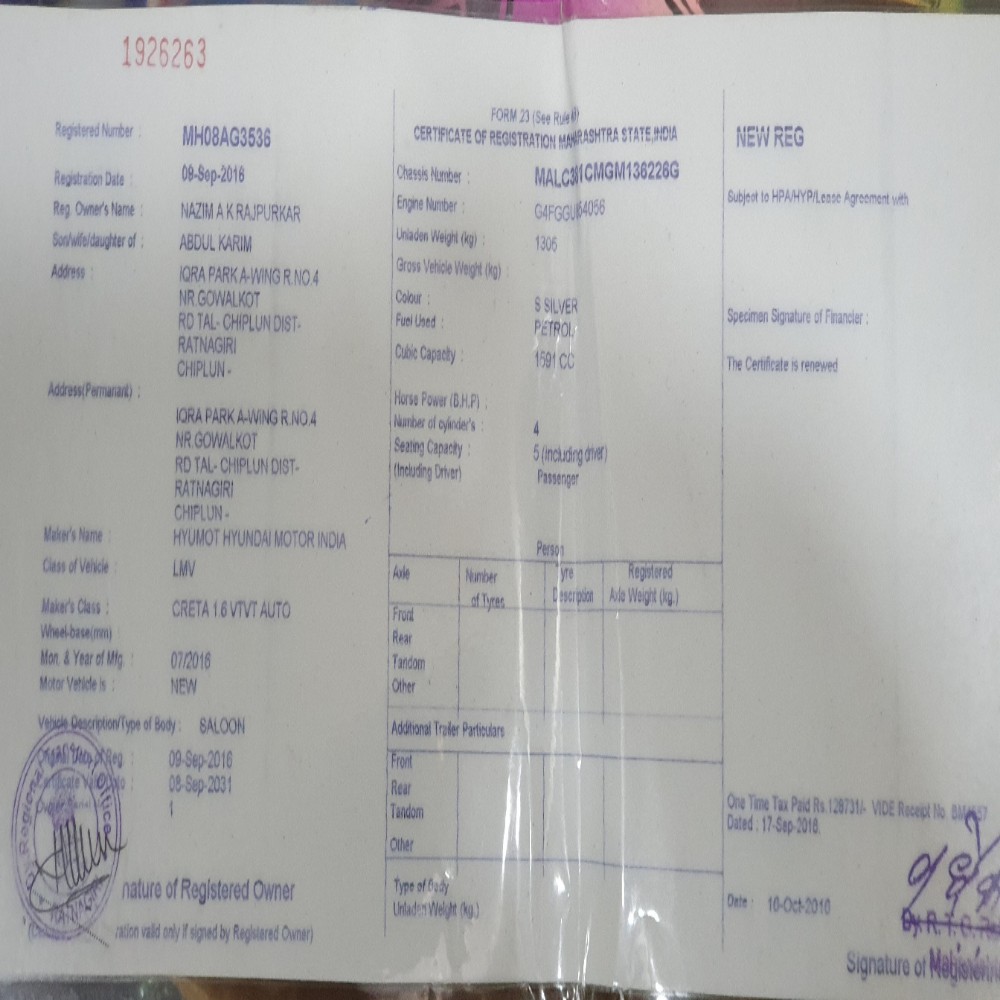 1926263
FORM 23 (See Rule
CERTIFICATE OF REGISTRATION MAHARASHTRA STATE,INDIA
NEW REG
Registered Number : MH08AG3536
Registration Date : 09-Sep-2016
Reg. Owner's Name : NAZIM A K RAJPURKAR
Son/wife/daughter of : ABDUL KARIM
Address : IQRA PARK A-WING R.NO.4
NR.GOWALKOT
RD TAL- CHIPLUN DIST-
RATNAGIRI
CHIPLUN -
Address(Permanant) :
IQRA PARK A-WING R.NO.4
NR.GOWALKOT
RD TAL- CHIPLUN DIST-
RATNAGIRI
CHIPLUN -
Maker's Name : HYUMOT HYUNDAI MOTOR INDIA
Class of Vehicle : LMV
Maker's Class : CRETA 1.6 VTVT AUTO
Wheel-base(mm)
Mon. & Year of Mfg. : 07/2016
Motor Vehicle is : NEW
Vehicle Description/Type of Body : SALOON
Reg. : 09-Sep-2016
08-Sep-2031
1
nature of Registered Owner
ration valid only if signed by Registered Owner)
Chassis Number :
Engine Number :
Unladen Weight (kg) : 1306
Gross Vehicle Weight (kg) :
Colour : S SILVER
Fuel Used : PETROL
Cubic Capacity : 1591 CC
Horse Power (B.H.P) :
Number of cylinder's : 4
Seating Capacity : 5 (including driver)
(Including Driver) Passenger
Person
Axle Number of Tyres Tyre Description Registered Axle Weight (kg.)
Front
Rear
Tandom
Other
Additional Trailer Particulars
Front
Rear
Tandom
Other
Type of Body
Unladen Weight (kg.)
Subject to HPA/HYP/Lease Agreement with
Specimen Signature of Financier :
The Certificate is renewed
One Time Tax Paid Rs.128731/- VIDE Receipt No.
Dated : 17-Sep-2016.
Date : 10-Oct-2016
Signature of